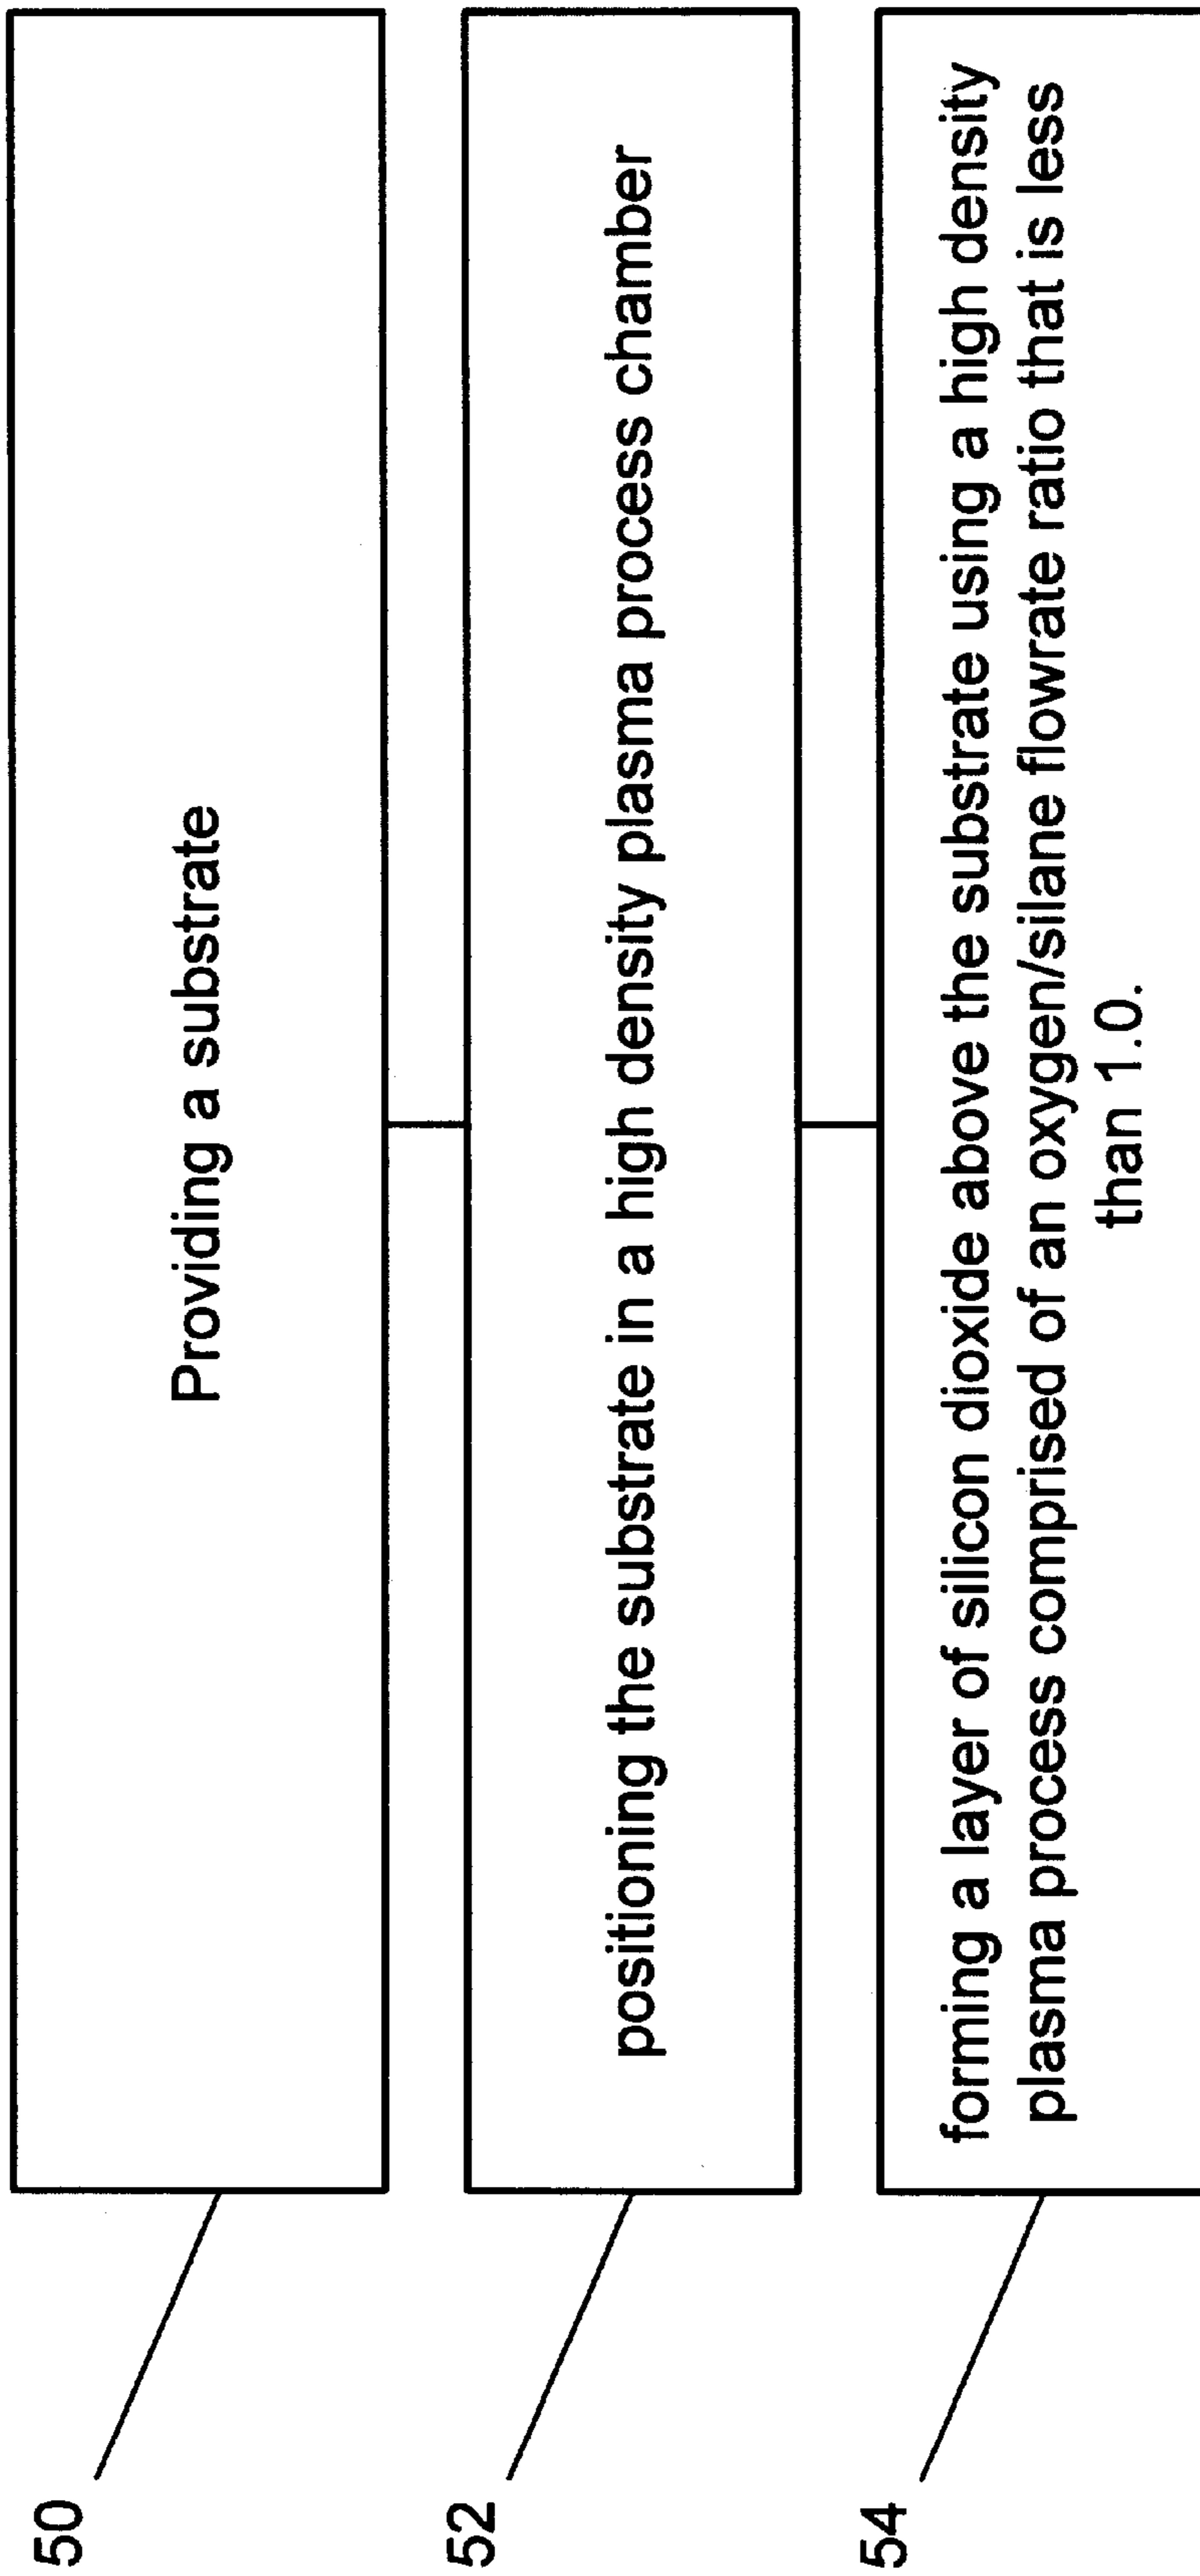 50
Providing a substrate
52
positioning the substrate in a high density plasma process chamber
54
forming a layer of silicon dioxide above the substrate using a high density
plasma process comprised of an oxygen/silane flowrate ratio that is less
than 1.0.